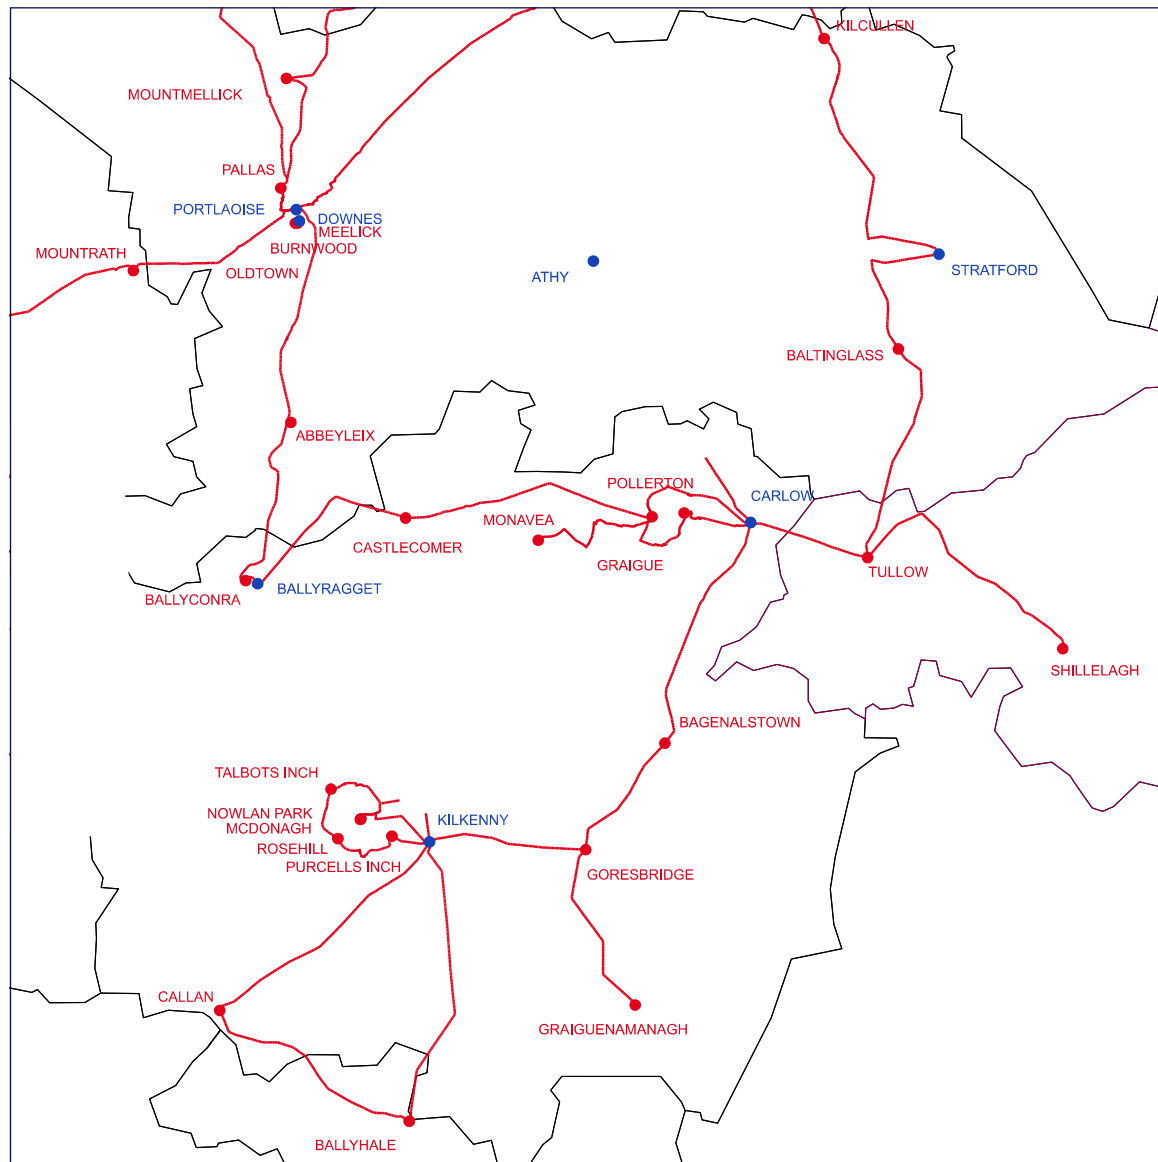 KILCULLEN
MOUNTMELLICK
PALLAS
PORTLAOISE
DOWNES
MEELICK
BURNWOOD
MOUNTRATH
OLDTOWN
ATHY
STRATFORD
BALTINGLASS
ABBEYLEIX
POLLERTON
CARLOW
MONAVEA
CASTLECOMER
GRAIGUE
TULLOW
BALLYRAGGET
BALLYCONRA
SHILLELAGH
BAGENALSTOWN
TALBOTS INCH
NOWLAN PARK
MCDONAGH
KILKENNY
ROSEHILL
PURCELLS INCH
GORESBRIDGE
CALLAN
GRAIGUENAMANAGH
BALLYHALE